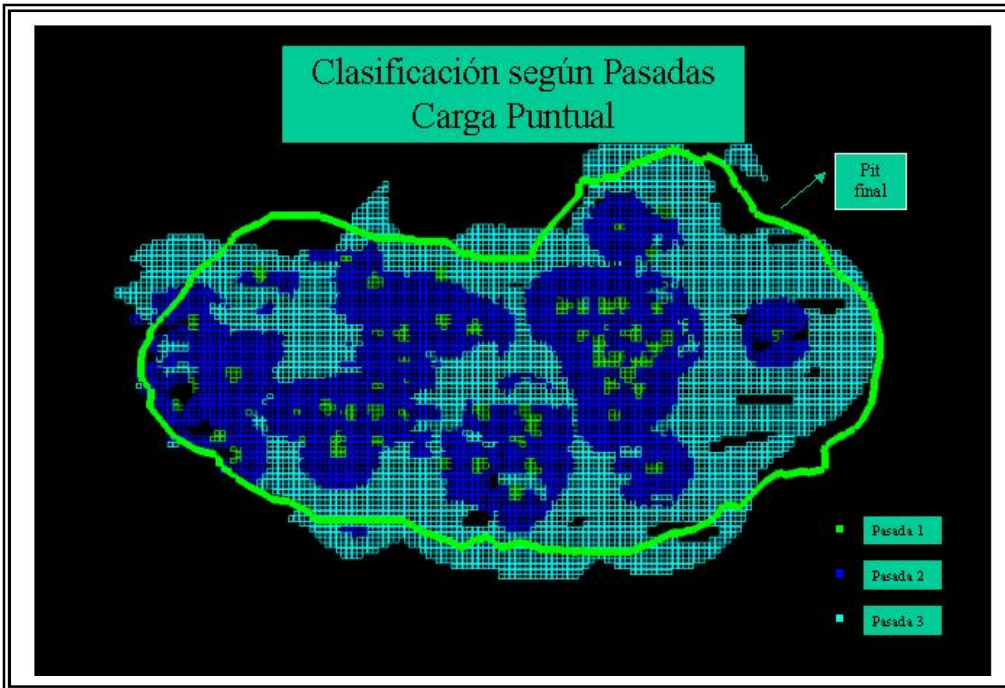 Clasificación según Pasadas
Carga Puntual
Pit
final
Pasada 1
Pasada 2
Pasada 3